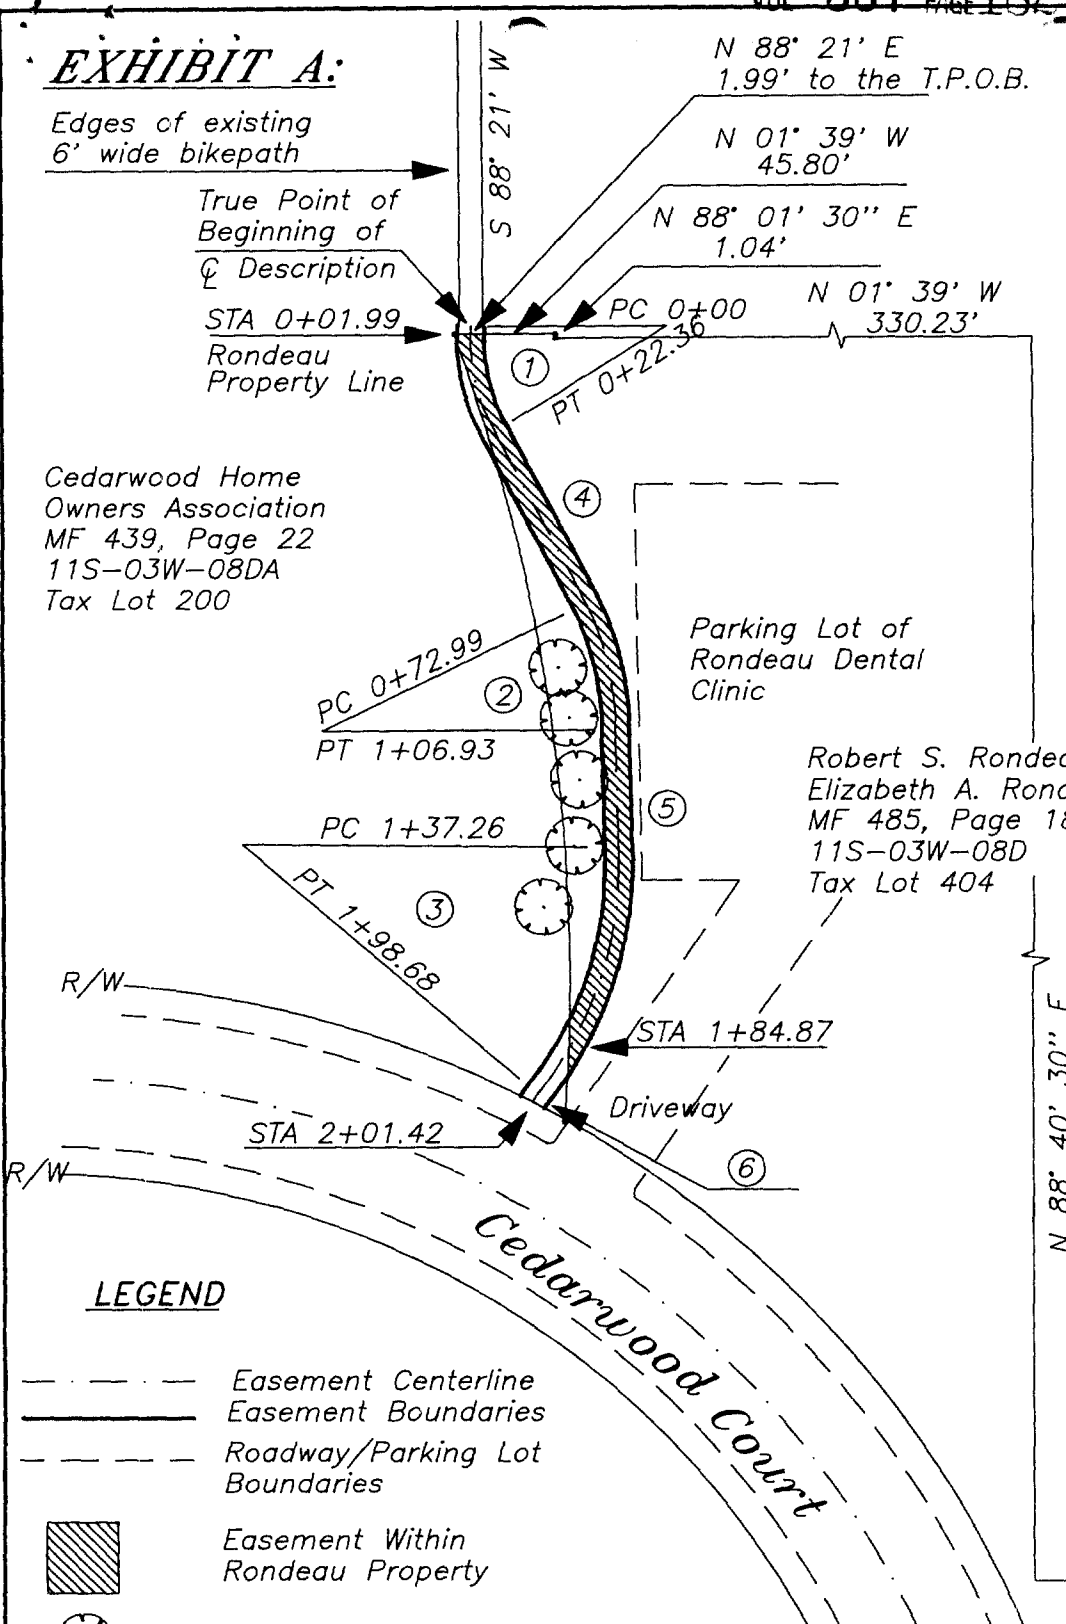 VOL PAGE
EXHIBIT A:
Edges of existing
6' wide bikepath
S 88° 21' W
N 88° 21' E
1.99' to the T.P.O.B.
N 01° 39' W
45.80'
N 88° 01' 30" E
1.04'
True Point of
Beginning of
℄ Description
STA 0+01.99
Rondeau
Property Line
PC 0+00
PT 0+22.36
N 01° 39' W
330.23'
1
4
Cedarwood Home
Owners Association
MF 439, Page 22
11S-03W-08DA
Tax Lot 200
Parking Lot of
Rondeau Dental
Clinic
PC 0+72.99
2
PT 1+06.93
Robert S.
Elizabeth A.
MF 485, Page
11S-03W-08D
Tax Lot 404
5
PC 1+37.26
PT 1+98.68
3
R/W
STA 1+84.87
N 88° 40' 30" E
Driveway
STA 2+01.42
6
R/W
Cedarwood Court
LEGEND
Easement Centerline
Easement Boundaries
Roadway/Parking Lot
Boundaries
Easement Within
Rondeau Property